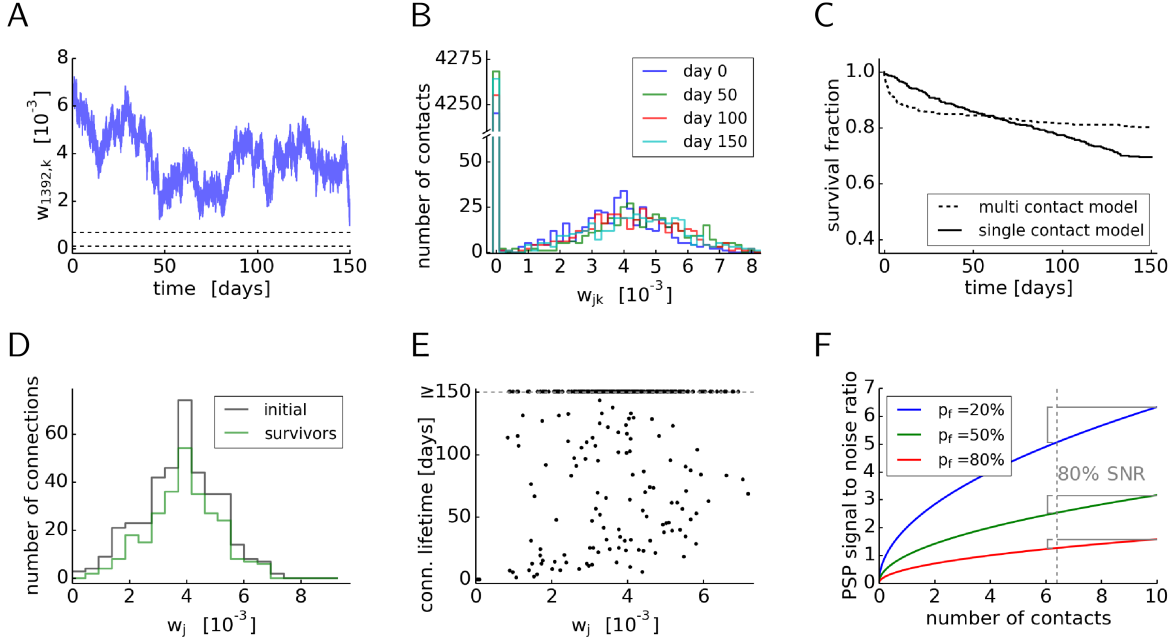 A
w1392,k [10-3]
8
6
4
2
0
0 50 100 150
time [days]
B
number of contacts
4275
4250
50
25
0
day 0
day 50
day 100
day 150
0 1 2 3 4 5 6 7 8
wjk [10-3]
C
survival fraction
1.0
0.8
0.6
0.4
multi contact model
single contact model
0 50 100 150
time [days]
D
number of connections
60
40
20
0
initial
survivors
0 2 4 6 8
wj [10-3]
E
conn. lifetime [days]
≥
150
100
50
0
0 2 4 6
wj [10-3]
F
PSP signal to noise ratio
7
6
5
4
3
2
1
0
pf =20%
pf =50%
pf =80%
80% SNR
0 2 4 6 8 10
number of contacts